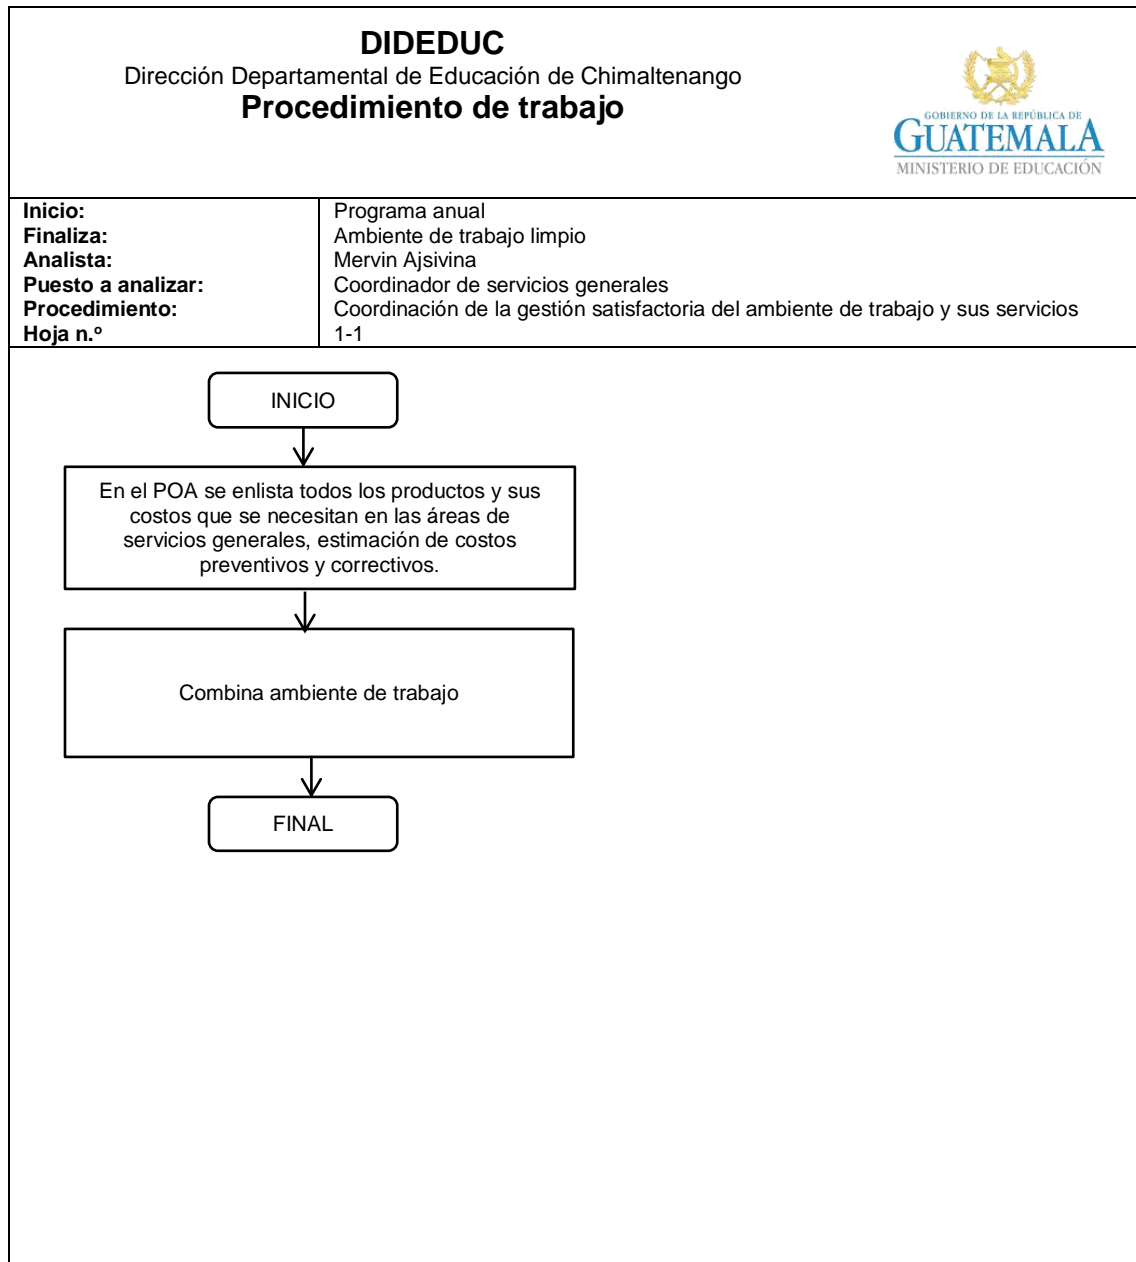 DIDEDUC
Dirección Departamental de Educación de Chimaltenango
Procedimiento de trabajo
GOBIERNO DE LA REPÚBLICA DE
GUATEMALA
MINISTERIO DE EDUCACIÓN
Inicio: Programa anual
Finaliza: Ambiente de trabajo limpio
Analista: Mervin Ajsivina
Puesto a analizar: Coordinador de servicios generales
Procedimiento: Coordinación de la gestión satisfactoria del ambiente de trabajo y sus servicios
Hoja n.º 1-1
INICIO
En el POA se enlista todos los productos y sus
costos que se necesitan en las áreas de
servicios generales, estimación de costos
preventivos y correctivos.
Combina ambiente de trabajo
FINAL